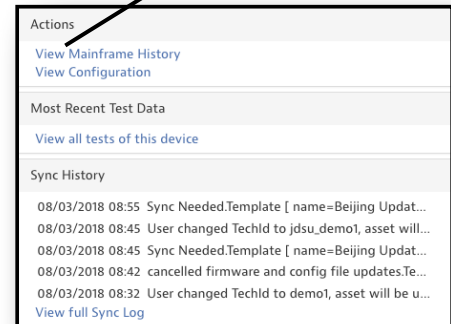 Actions
View Mainframe History
View Configuration
Most Recent Test Data
View all tests of this device
Sync History
08/03/2018 08:55 Sync Needed.Template [ name=Beijing Updat...
08/03/2018 08:45 User changed TechId to jdsu_demo1, asset will...
08/03/2018 08:45 Sync Needed.Template [ name=Beijing Updat...
08/03/2018 08:42 cancelled firmware and config file updates.Te...
08/03/2018 08:32 User changed TechId to demo1, asset will be u...
View full Sync Log